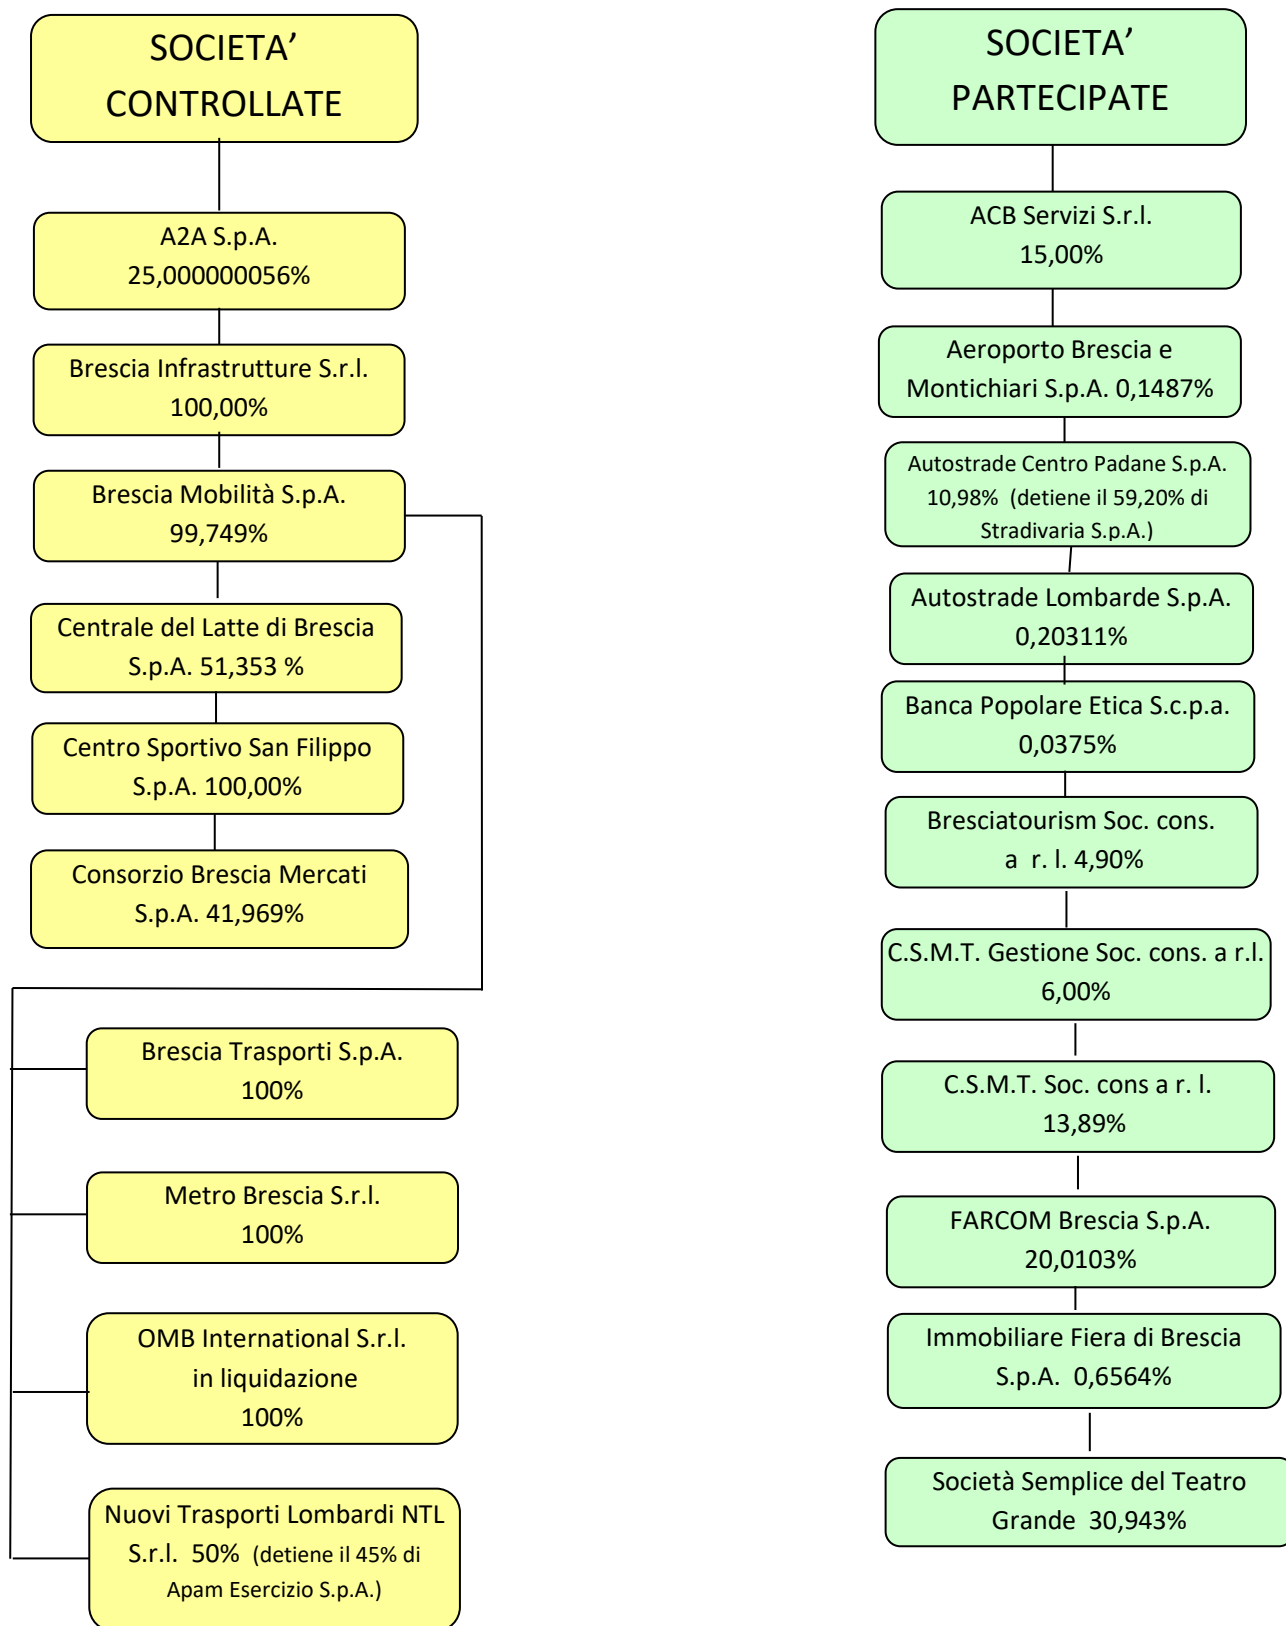 SOCIETA’
CONTROLLATE
A2A S.p.A.
25,000000056%
Brescia Infrastrutture S.r.l.
100,00%
Brescia Mobilità S.p.A.
99,749%
Centrale del Latte di Brescia
S.p.A. 51,353 %
Centro Sportivo San Filippo
S.p.A. 100,00%
Consorzio Brescia Mercati
S.p.A. 41,969%
Brescia Trasporti S.p.A.
100%
Metro Brescia S.r.l.
100%
OMB International S.r.l.
in liquidazione
100%
Nuovi Trasporti Lombardi NTL
S.r.l. 50% (detiene il 45% di
Apam Esercizio S.p.A.)
SOCIETA’
PARTECIPATE
ACB Servizi S.r.l.
15,00%
Aeroporto Brescia e
Montichiari S.p.A. 0,1487%
Autostrade Centro Padane S.p.A.
10,98% (detiene il 59,20% di
Stradivaria S.p.A.)
Autostrade Lombarde S.p.A.
0,20311%
Banca Popolare Etica S.c.p.a.
0,0375%
Bresciatourism Soc. cons.
a r. l. 4,90%
C.S.M.T. Gestione Soc. cons. a r.l.
6,00%
C.S.M.T. Soc. cons a r. l.
13,89%
FARCOM Brescia S.p.A.
20,0103%
Immobiliare Fiera di Brescia
S.p.A. 0,6564%
Società Semplice del Teatro
Grande 30,943%